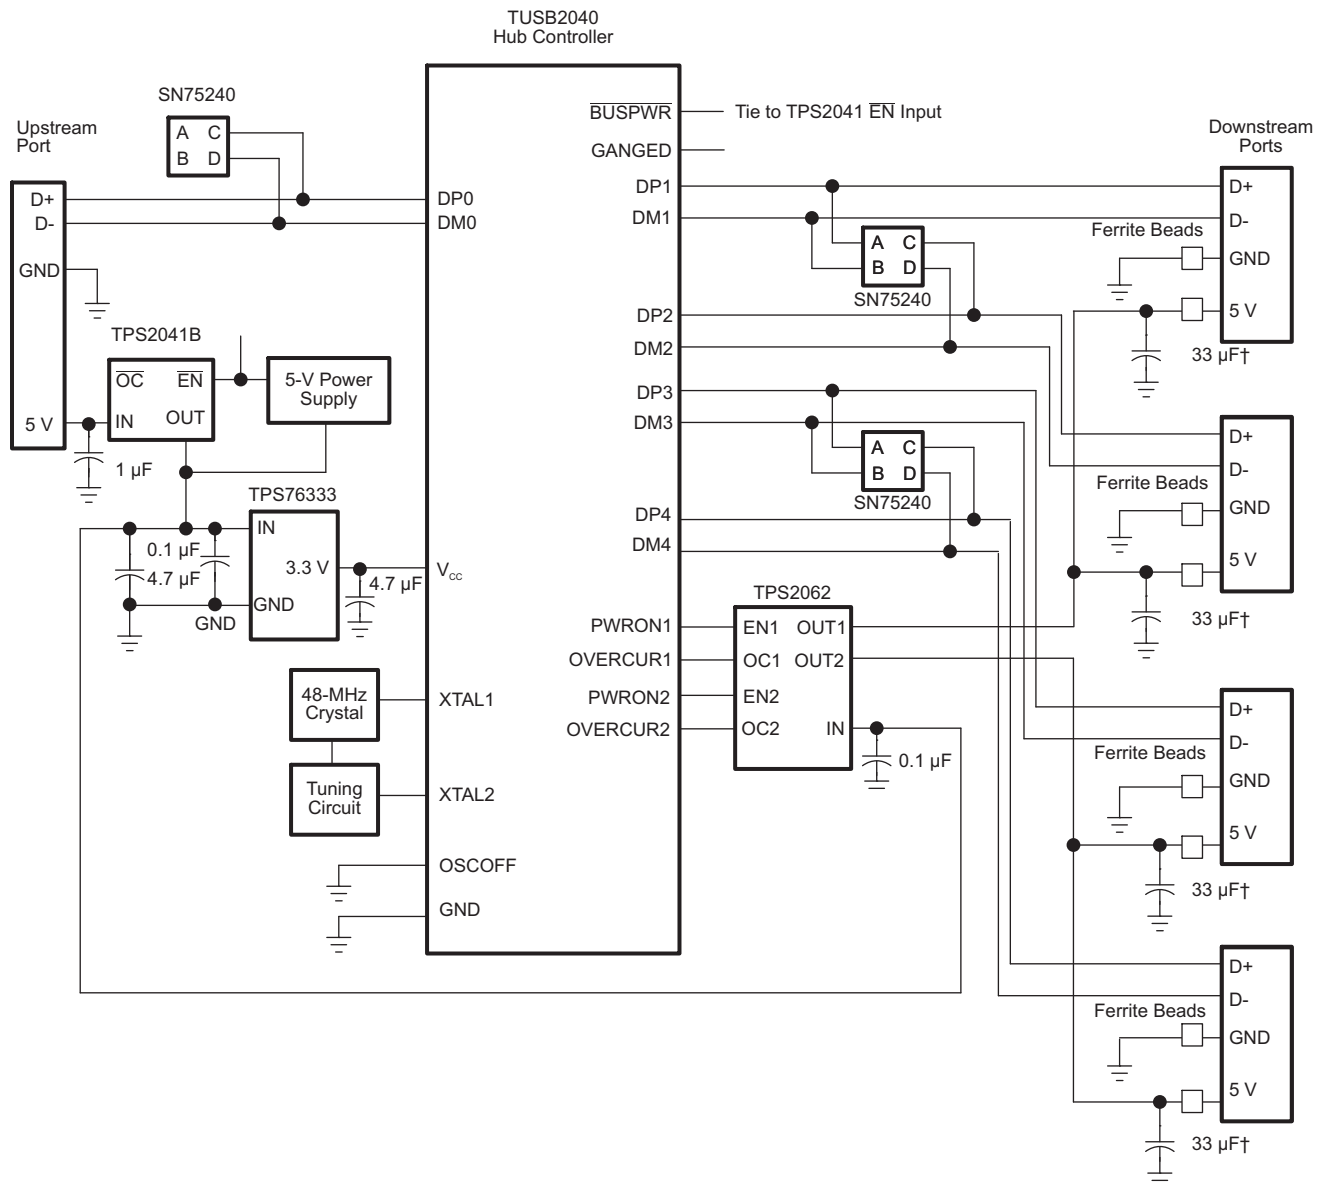 TUSB2040
Hub Controller
SN75240
A C
B D
Upstream
Port
D+
D-
GND
5 V
DP0
DM0
TPS2041B
OC EN
IN OUT
5-V Power
Supply
1 µF
TPS76333
IN
3.3 V
GND
0.1 µF
4.7 µF
GND
4.7 µF
VCC
48-MHz
Crystal
XTAL1
Tuning
Circuit
XTAL2
OSCOFF
GND
BUSPWR
Tie to TPS2041 EN Input
GANGED
DP1
DM1
A C
B D
SN75240
DP2
DM2
DP3
DM3
A C
B D
SN75240
DP4
DM4
TPS2062
PWRON1
EN1 OUT1
OVERCUR1
OC1 OUT2
PWRON2
EN2
OVERCUR2
OC2 IN
0.1 µF
Downstream
Ports
D+
D-
Ferrite Beads
GND
5 V
33 µF†
D+
D-
Ferrite Beads
GND
5 V
33 µF†
D+
D-
Ferrite Beads
GND
5 V
33 µF†
D+
D-
Ferrite Beads
GND
5 V
33 µF†